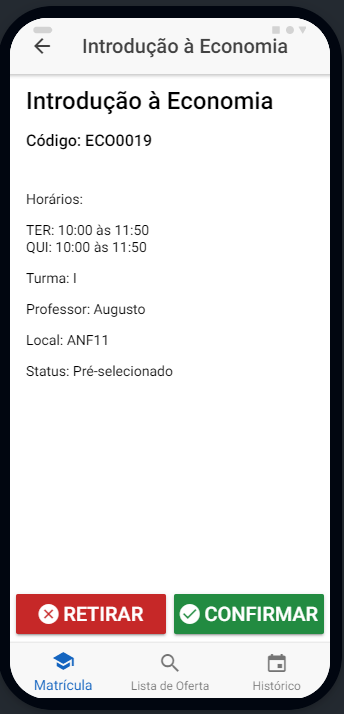 Introdução à Economia
Introdução à Economia
Código: ECO0019
Horários:
TER: 10:00 às 11:50
QUI: 10:00 às 11:50
Turma: I
Professor: Augusto
Local: ANF11
Status: Pré-selecionado
RETIRAR CONFIRMAR
Matrícula Lista de Oferta Histórico